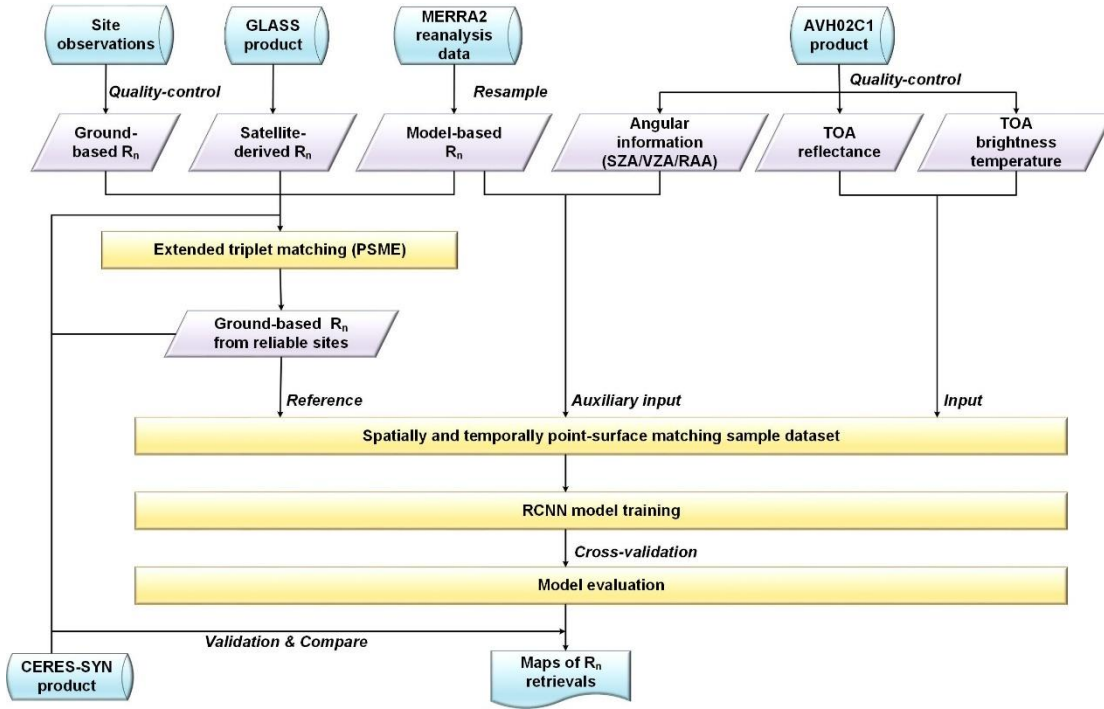 Site
observations
GLASS
product
MERRA2
reanalysis
data
AVH02C1
product
Quality-control
Resample
Quality-control
Ground-
based Rn
Satellite-
derived Rn
Model-based
Rn
Angular
information
(SZA/VZA/RAA)
TOA
reflectance
TOA
brightness
temperature
Extended triplet matching (PSME)
Ground-based Rn
from reliable sites
Reference
Auxiliary input
Input
Spatially and temporally point-surface matching sample dataset
RCNN model training
Cross-validation
Model evaluation
Validation & Compare
CERES-SYN
product
Maps of Rn
retrievals